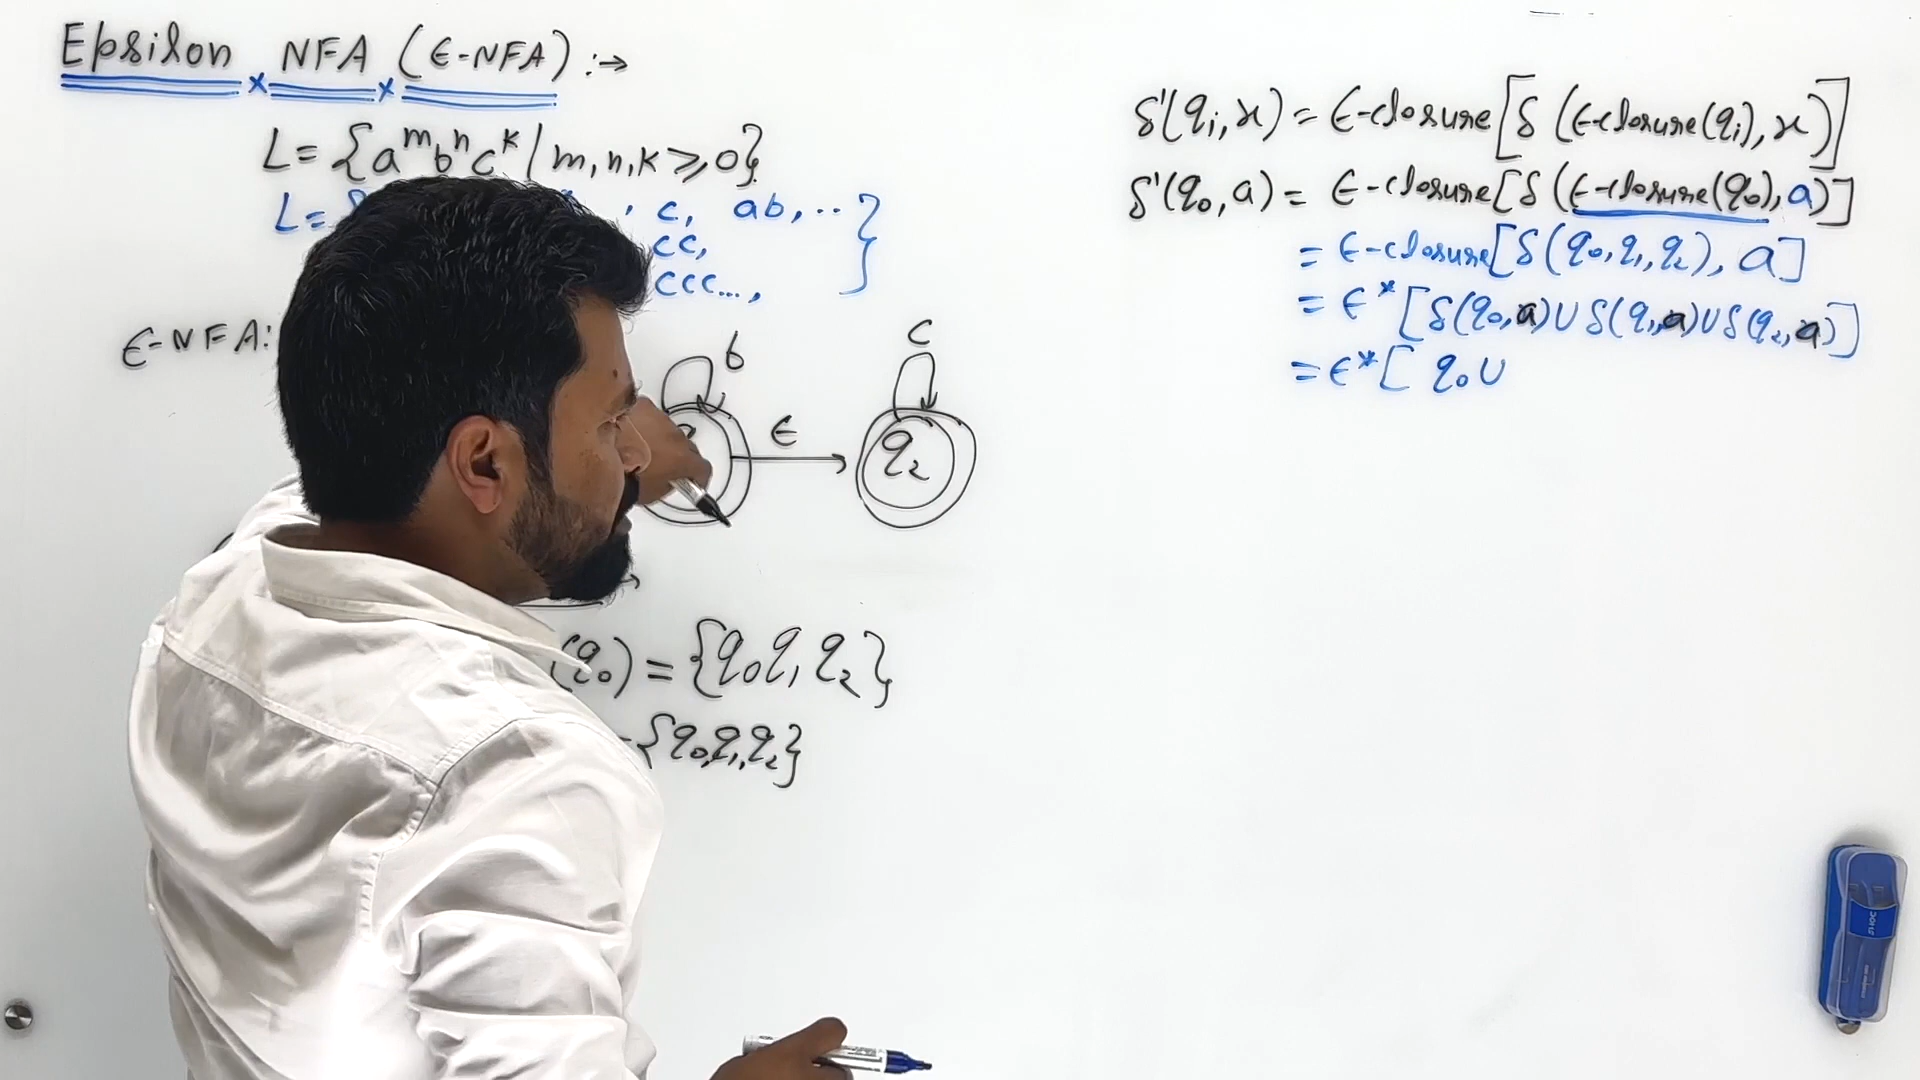 Epsilon NFA (ϵ-NFA) :→
L = {aᵐbⁿcᵏ / m,n,k ≥ 0}
L = { , c, ab, .. }
cc,
ccc...,
ϵ-NFA:
b
c
ϵ
q₂
(q₀) = {q₀ q₁ q₂}
= {q₀,q₁,q₂}
δ'(qᵢ,x) = ϵ-closure[δ(ϵ-closure(qᵢ),x)]
δ'(q₀,a) = ϵ-closure[δ(ϵ-closure(q₀),a)]
= ϵ-closure[δ(q₀,q₁,q₂), a]
= ϵ*[δ(q₀,a)∪δ(q₁,a)∪δ(q₂,a)]
= ϵ*[ q₀ ∪